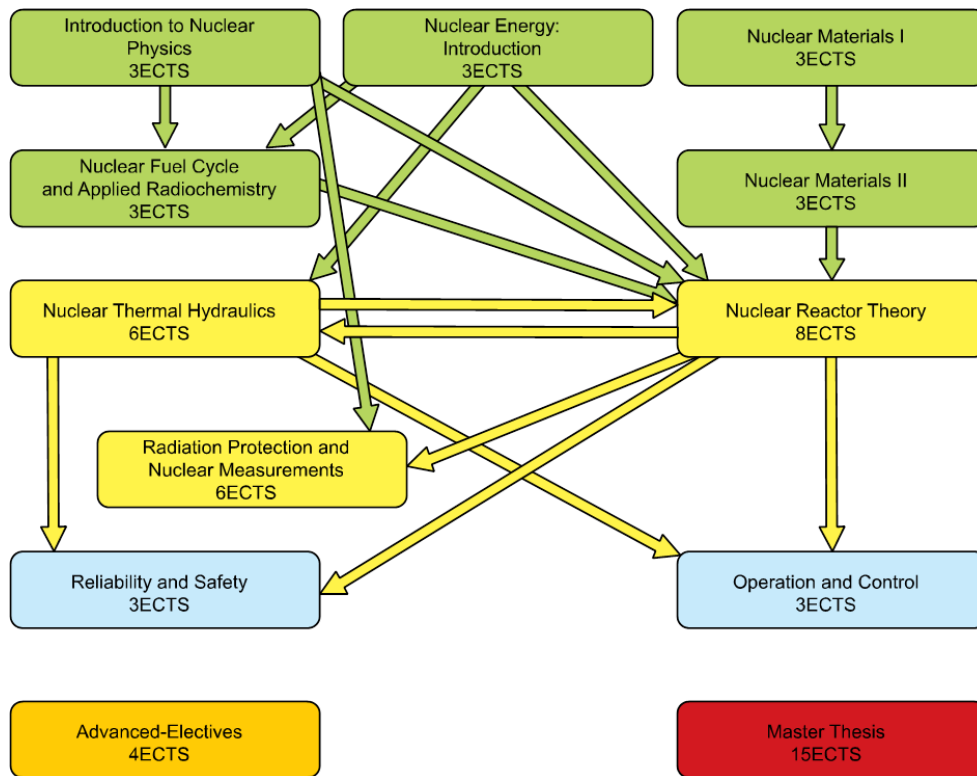 Introduction to Nuclear
Physics
3ECTS
Nuclear Energy:
Introduction
3ECTS
Nuclear Materials I
3ECTS
Nuclear Fuel Cycle
and Applied Radiochemistry
3ECTS
Nuclear Materials II
3ECTS
Nuclear Thermal Hydraulics
6ECTS
Nuclear Reactor Theory
8ECTS
Radiation Protection and
Nuclear Measurements
6ECTS
Reliability and Safety
3ECTS
Operation and Control
3ECTS
Advanced-Electives
4ECTS
Master Thesis
15ECTS